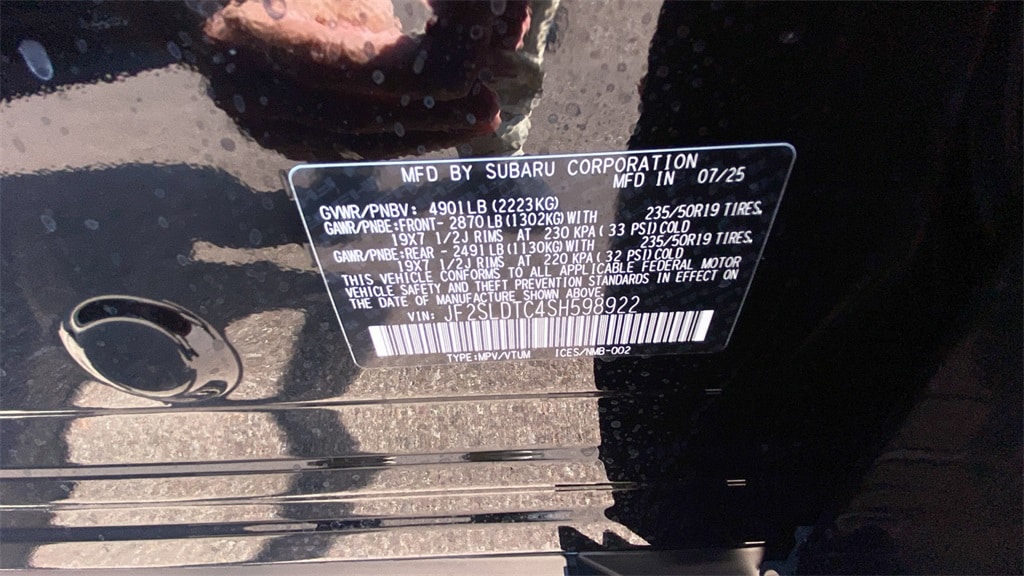 MFD BY SUBARU CORPORATION
MFD IN 07/25
GVWR/PNBV: 4901LB(2223KG)
GAWR/PNBE:FRONT- 2870LB(1302KG)WITH 235/50R19 TIRES,
19X7 1/2J RIMS AT 230 KPA(33 PSI)COLD
GAWR/PNBE:REAR - 2491LB(1130KG)WITH 235/50R19 TIRES,
19X7 1/2J RIMS AT 220 KPA(32 PSI)COLD
THIS VEHICLE CONFORMS TO ALL APPLICABLE FEDERAL MOTOR
VEHICLE SAFETY AND THEFT PREVENTION STANDARDS IN EFFECT ON
THE DATE OF MANUFACTURE SHOWN ABOVE.
VIN: JF2SLDTC4SH598922
TYPE:MPV/VTUM ICES/NMB-002